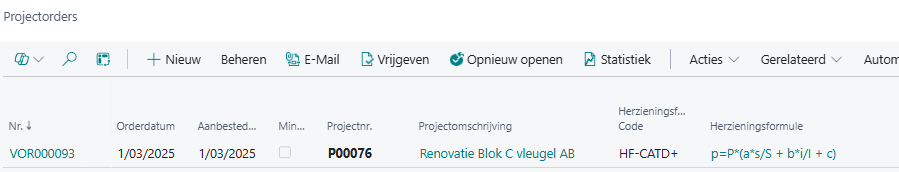 Projectorders
Nieuw Beheren E-Mail Vrijgeven Opnieuw openen Statistiek Acties Gerelateerd Autom
Herzieningsf...
Nr. ↓ Orderdatum Aanbested... Min... Projectnr. Projectomschrijving Code Herzieningsformule
VOR000093 1/03/2025 1/03/2025 P00076 Renovatie Blok C vleugel AB HF-CATD+ p=P*(a*s/S + b*i/I + c)